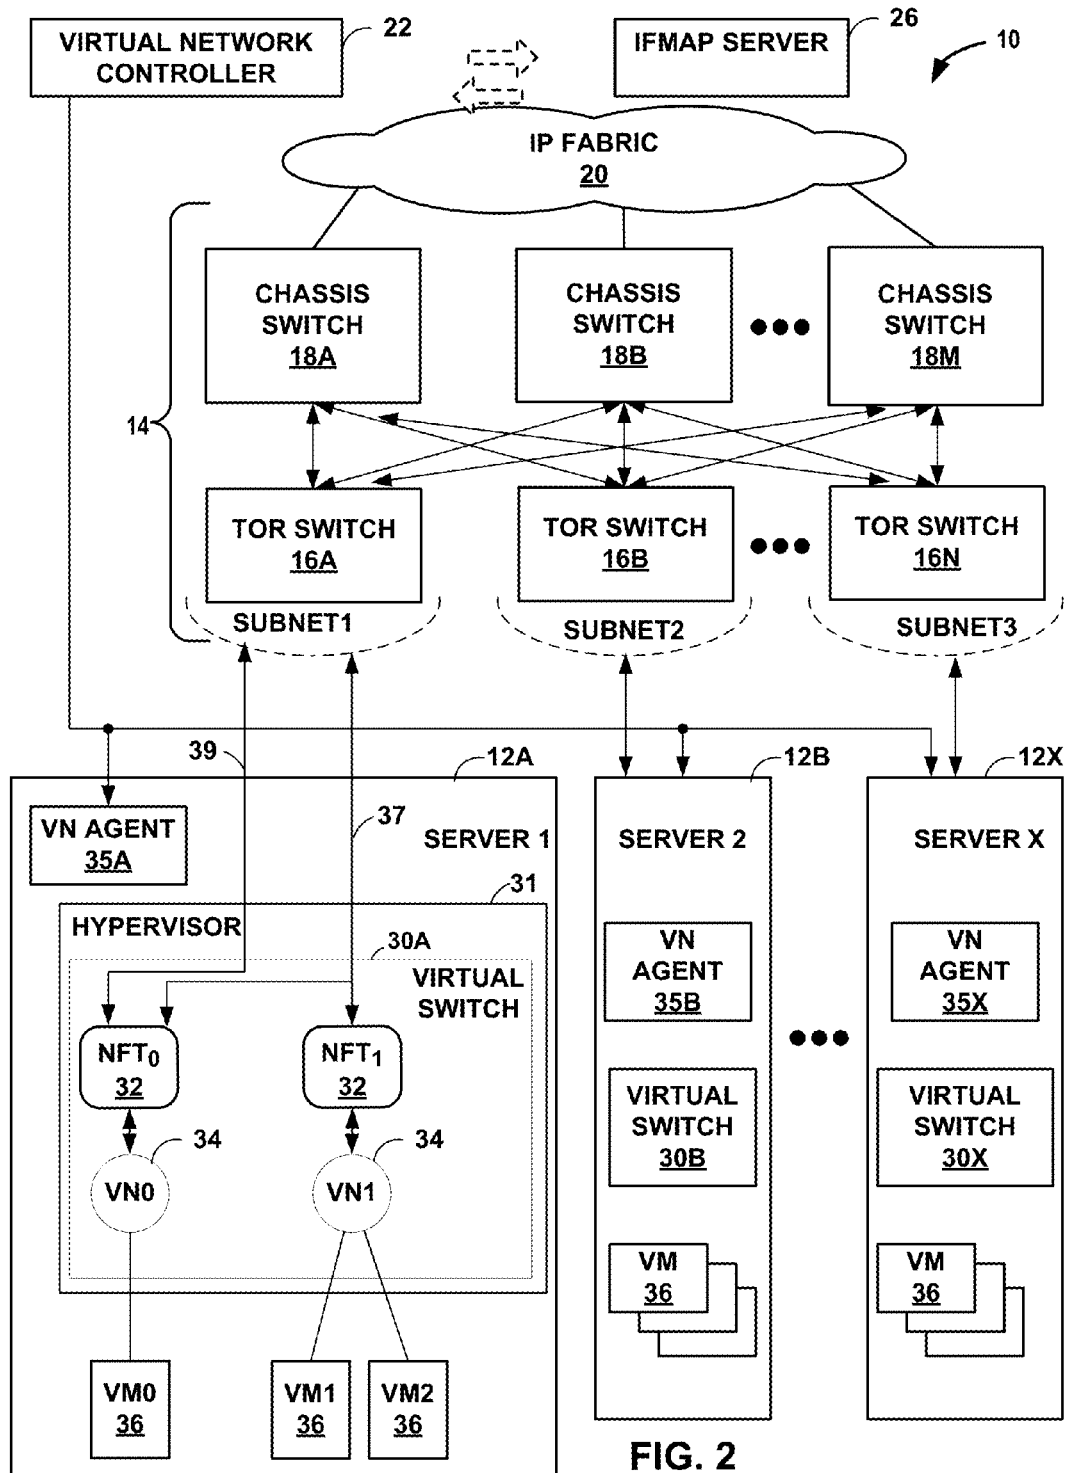 VIRTUAL NETWORK
CONTROLLER
22
IFMAP SERVER
26
10
IP FABRIC
20
14
CHASSIS
SWITCH
18A
CHASSIS
SWITCH
18B
CHASSIS
SWITCH
18M
TOR SWITCH
16A
TOR SWITCH
16B
TOR SWITCH
16N
SUBNET1
SUBNET2
SUBNET3
39
37
12A
12B
12X
VN AGENT
35A
SERVER 1
31
HYPERVISOR
30A
VIRTUAL
SWITCH
NFT0
32
NFT1
32
34
34
VN0
VN1
VM0
36
VM1
36
VM2
36
SERVER 2
VN
AGENT
35B
VIRTUAL
SWITCH
30B
VM
36
SERVER X
VN
AGENT
35X
VIRTUAL
SWITCH
30X
VM
36
FIG. 2